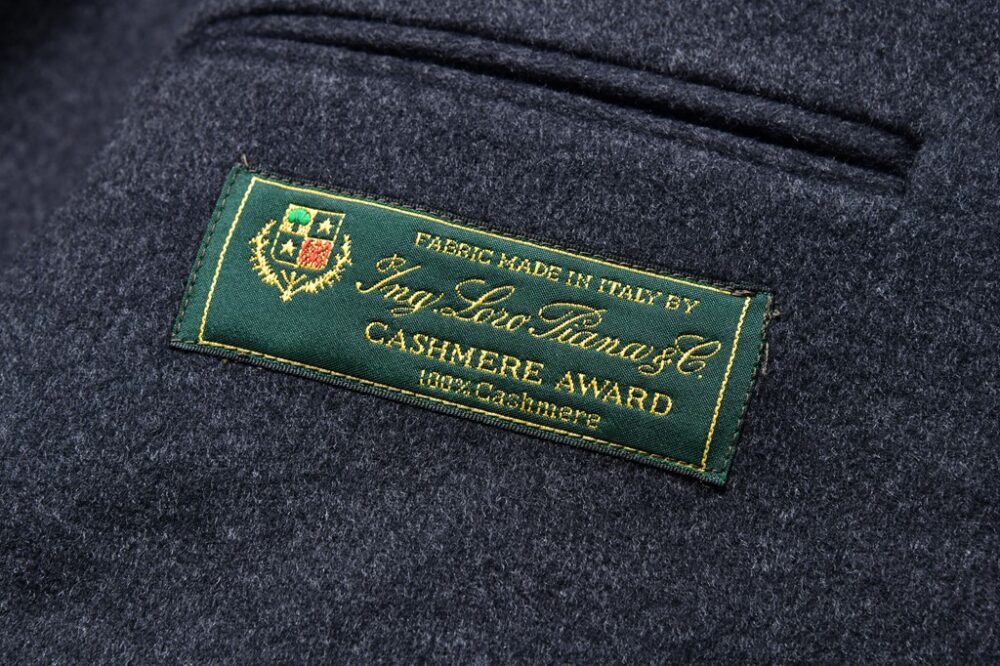 FABRIC MADE IN ITALY BY
Ing. Loro Piana & C.
CASHMERE AWARD
100% Cashmere